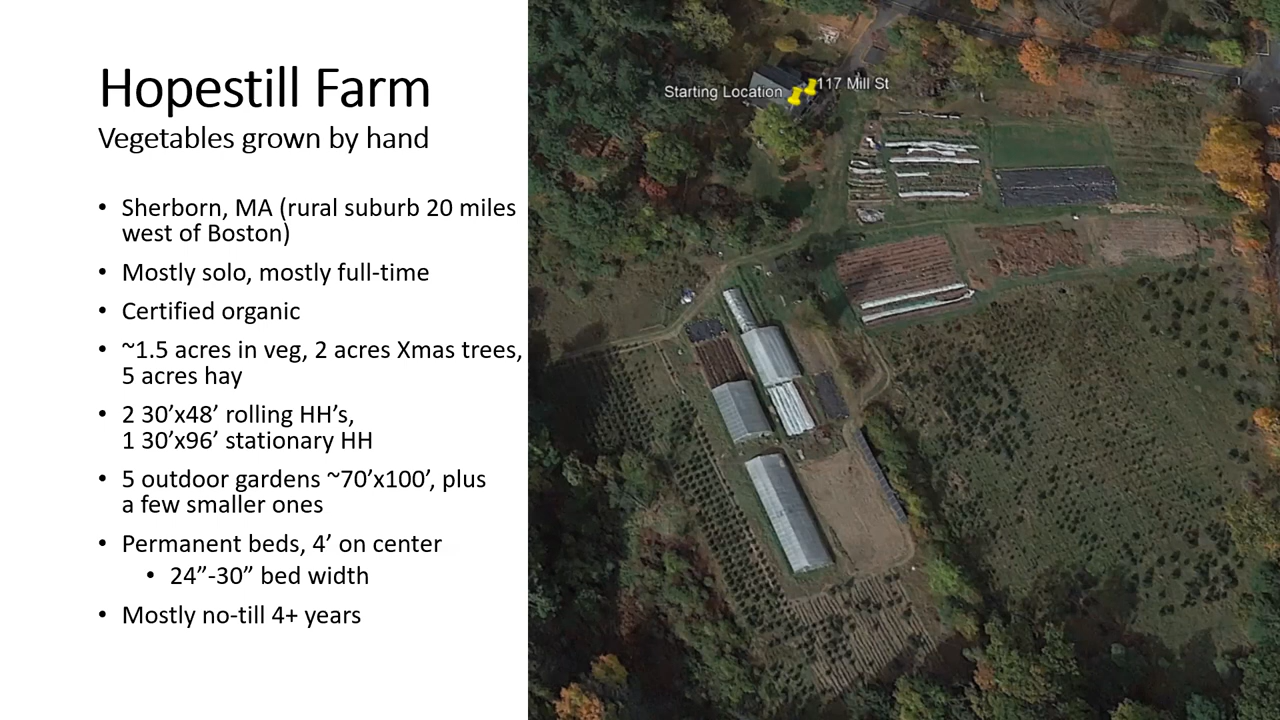 Hopestill Farm
Vegetables grown by hand
• Sherborn, MA (rural suburb 20 miles
west of Boston)
• Mostly solo, mostly full-time
• Certified organic
• ~1.5 acres in veg, 2 acres Xmas trees,
5 acres hay
• 2 30’x48’ rolling HH’s,
1 30’x96’ stationary HH
• 5 outdoor gardens ~70’x100’, plus
a few smaller ones
• Permanent beds, 4’ on center
• 24”-30” bed width
• Mostly no-till 4+ years
Starting Location
117 Mill St